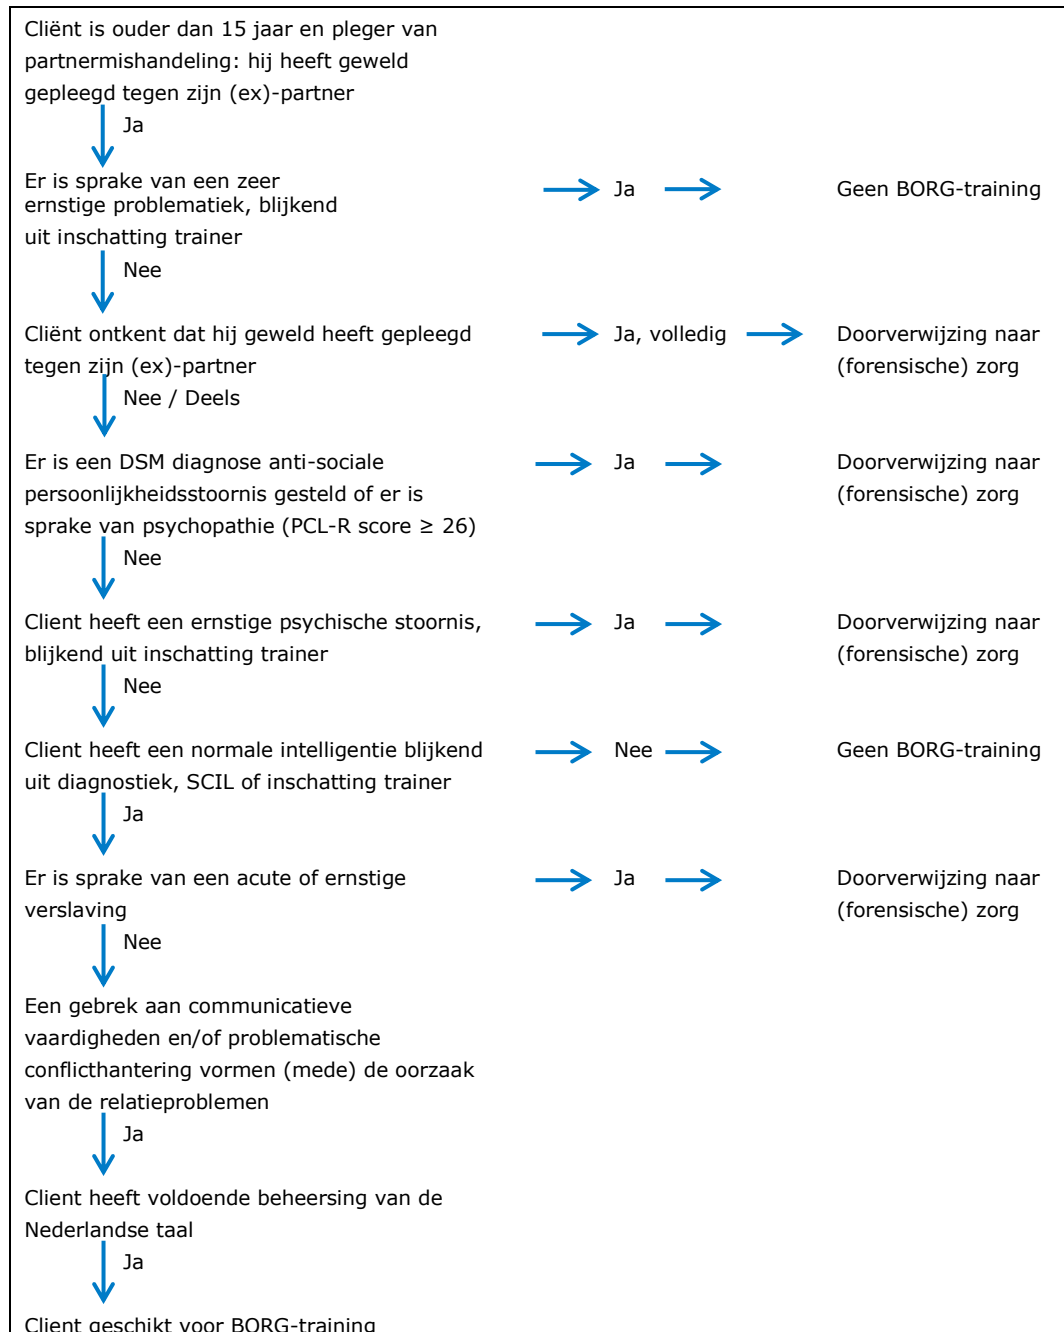 Cliënt is ouder dan 15 jaar en pleger van
partnermishandeling: hij heeft geweld
gepleegd tegen zijn (ex)-partner
Ja
Er is sprake van een zeer
ernstige problematiek, blijkend
uit inschatting trainer
Ja
Geen BORG-training
Nee
Cliënt ontkent dat hij geweld heeft gepleegd
tegen zijn (ex)-partner
Ja, volledig
Doorverwijzing naar
(forensische) zorg
Nee / Deels
Er is een DSM diagnose anti-sociale
persoonlijkheidsstoornis gesteld of er is
sprake van psychopathie (PCL-R score ≥ 26)
Ja
Doorverwijzing naar
(forensische) zorg
Nee
Client heeft een ernstige psychische stoornis,
blijkend uit inschatting trainer
Ja
Doorverwijzing naar
(forensische) zorg
Nee
Client heeft een normale intelligentie blijkend
uit diagnostiek, SCIL of inschatting trainer
Nee
Geen BORG-training
Ja
Er is sprake van een acute of ernstige
verslaving
Ja
Doorverwijzing naar
(forensische) zorg
Nee
Een gebrek aan communicatieve
vaardigheden en/of problematische
conflicthantering vormen (mede) de oorzaak
van de relatieproblemen
Ja
Client heeft voldoende beheersing van de
Nederlandse taal
Ja
Client geschikt voor BORG-training